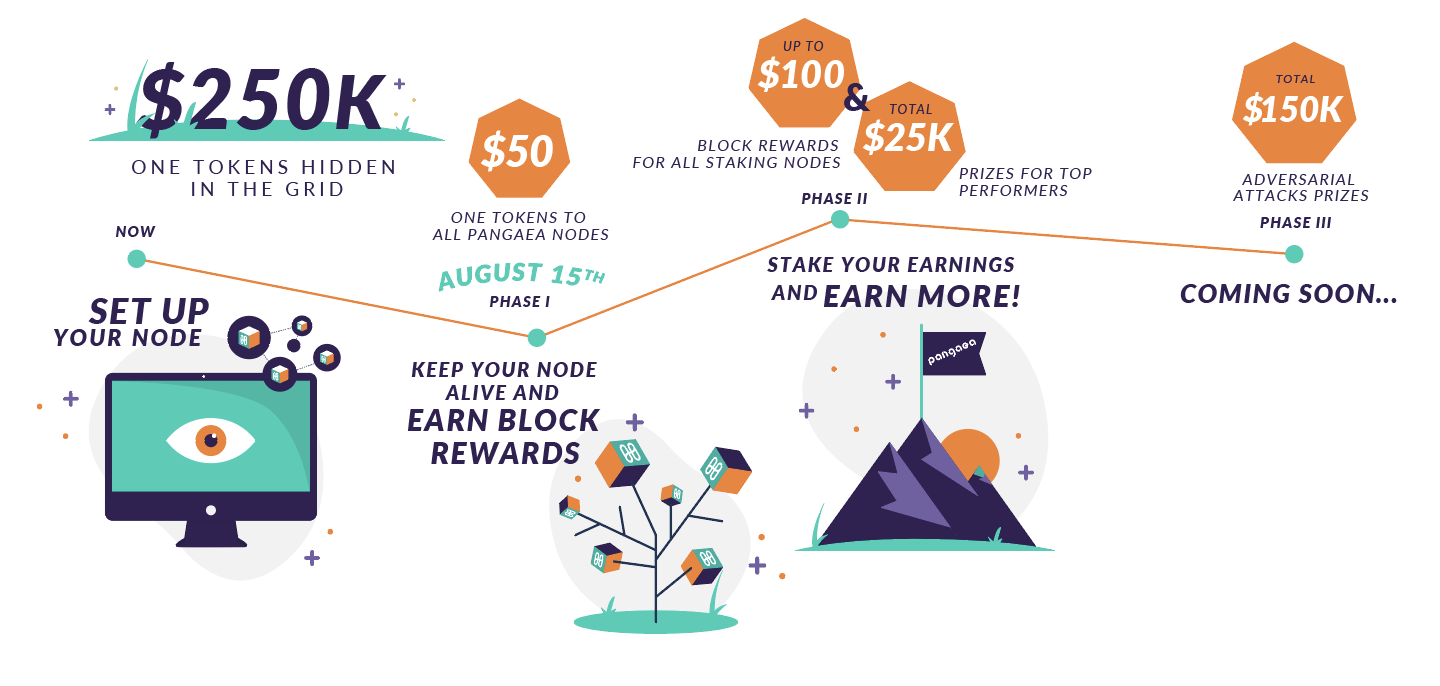 $250K
ONE TOKENS HIDDEN
IN THE GRID
NOW
SET UP
YOUR NODE
$50
ONE TOKENS TO
ALL PANGAEA NODES
AUGUST 15TH
PHASE I
KEEP YOUR NODE
ALIVE AND
EARN BLOCK
REWARDS
UP TO
$100
&
TOTAL
$25K
BLOCK REWARDS
FOR ALL STAKING NODES
PRIZES FOR TOP
PERFORMERS
PHASE II
STAKE YOUR EARNINGS
AND EARN MORE!
pangaea
TOTAL
$150K
ADVERSARIAL
ATTACKS PRIZES
PHASE III
COMING SOON...